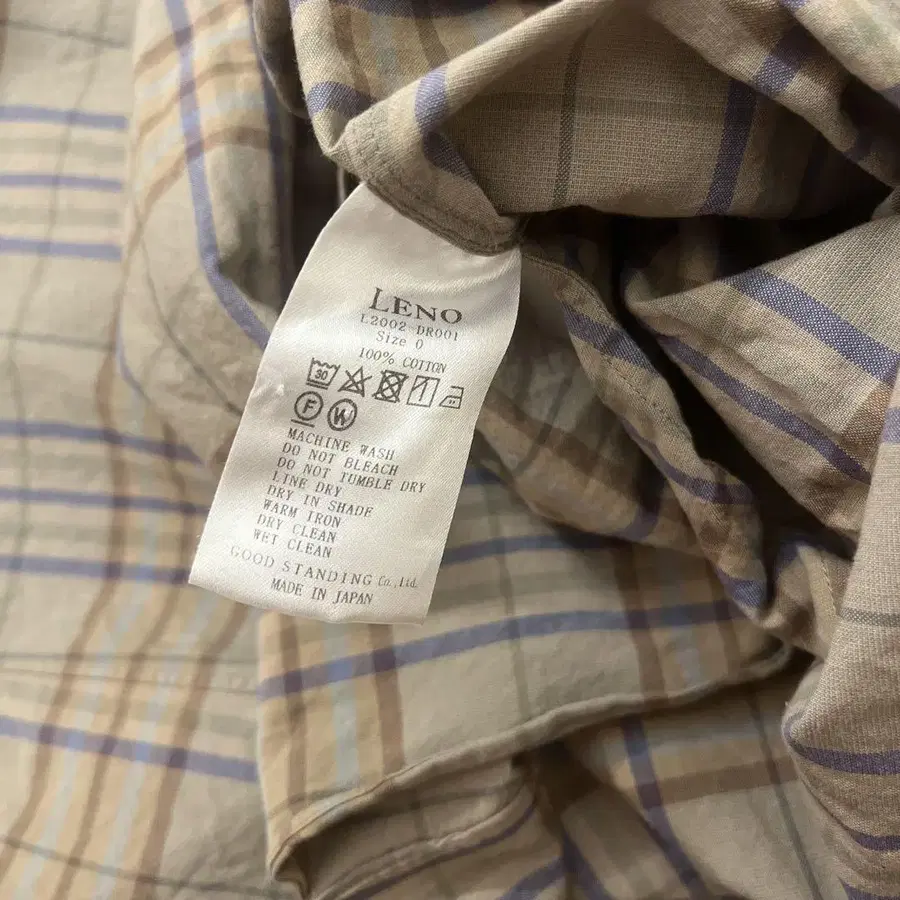 LENO
L2002-DR001
Size 0
100% COTTON
30
F W
MACHINE WASH
DO NOT BLEACH
DO NOT TUMBLE DRY
LINE DRY
DRY IN SHADE
WARM IRON
DRY CLEAN
WET CLEAN
GOOD STANDING Co.,Ltd.
MADE IN JAPAN